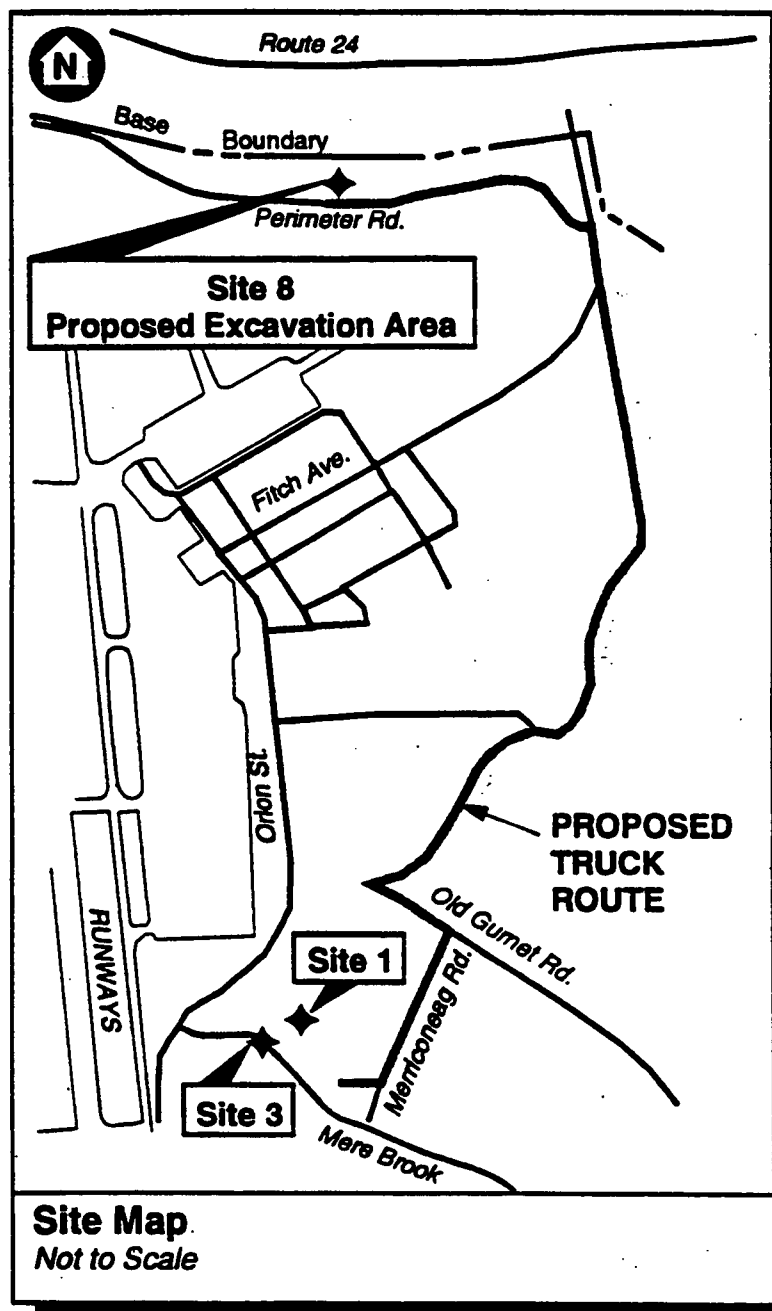 Route 24
N
Base
Boundary
Perimeter Rd.
Site 8
Proposed Excavation Area
Fitch Ave.
Orion St.
PROPOSED
TRUCK
ROUTE
Old Gurnet Rd.
RUNWAYS
Site 1
Merriconeag Rd.
Site 3
Mere Brook
Site Map
Not to Scale